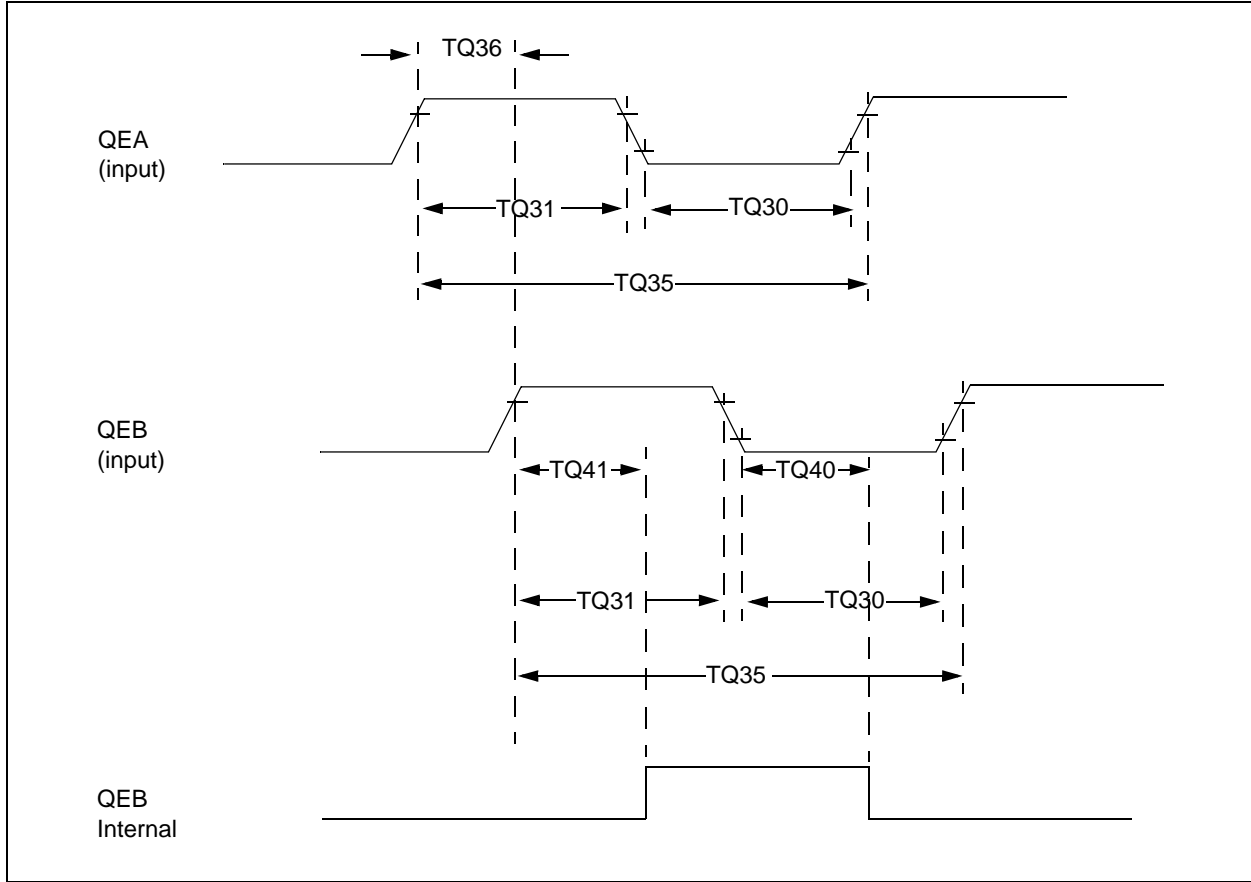 TQ36
QEA
(input)
TQ31
TQ30
TQ35
QEB
(input)
TQ41
TQ40
TQ31
TQ30
TQ35
QEB
Internal